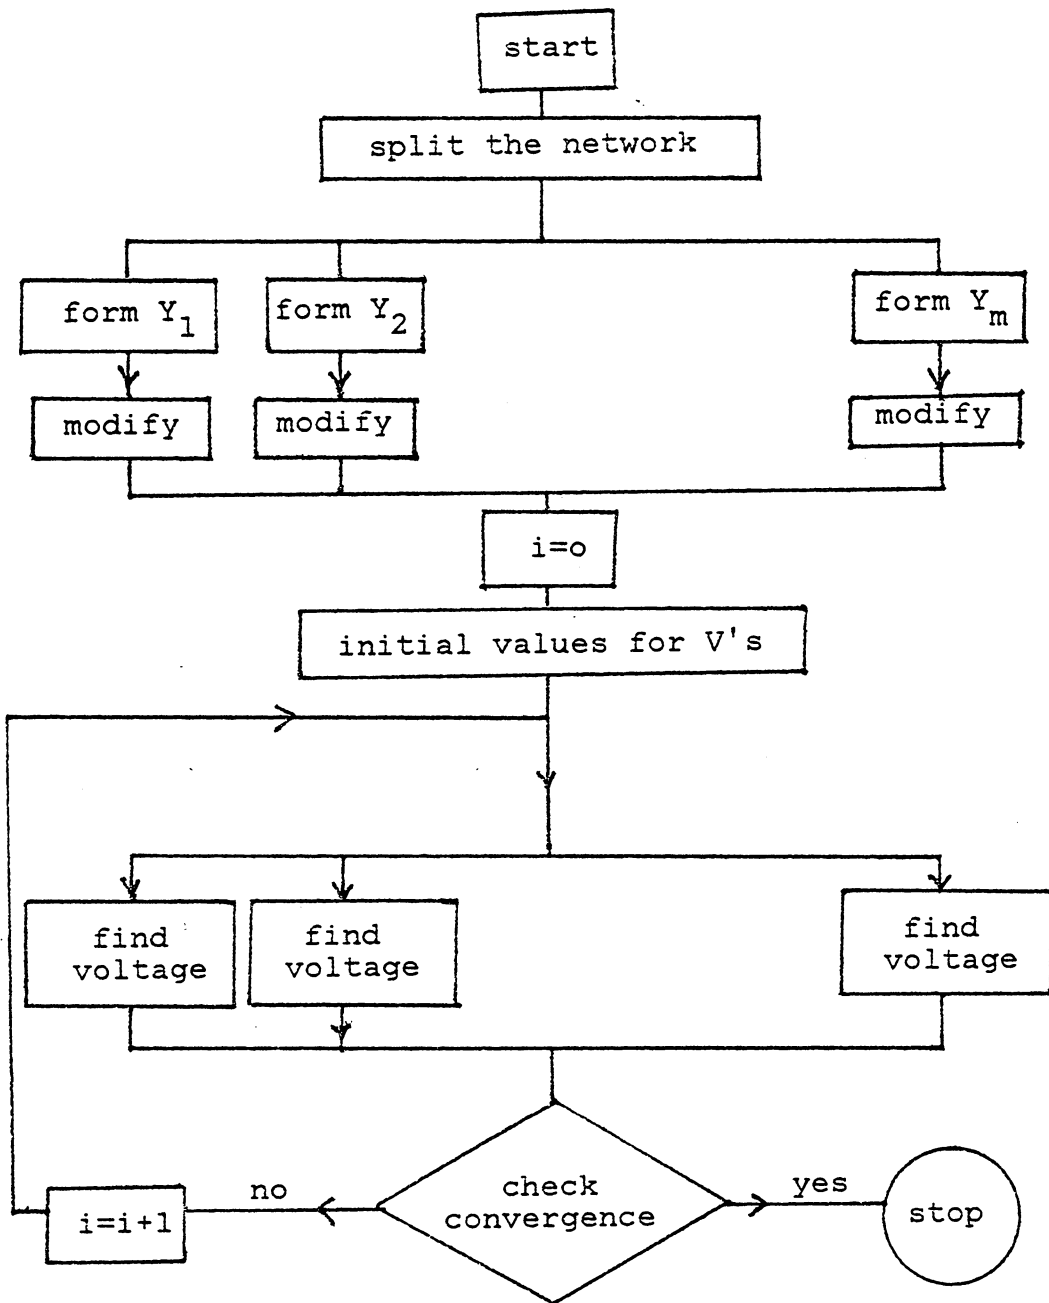 start
split the network
form Y1
form Y2
form Ym
modify
modify
modify
i=o
initial values for V's
find
voltage
find
voltage
find
voltage
check
convergence
no
yes
i=i+1
stop